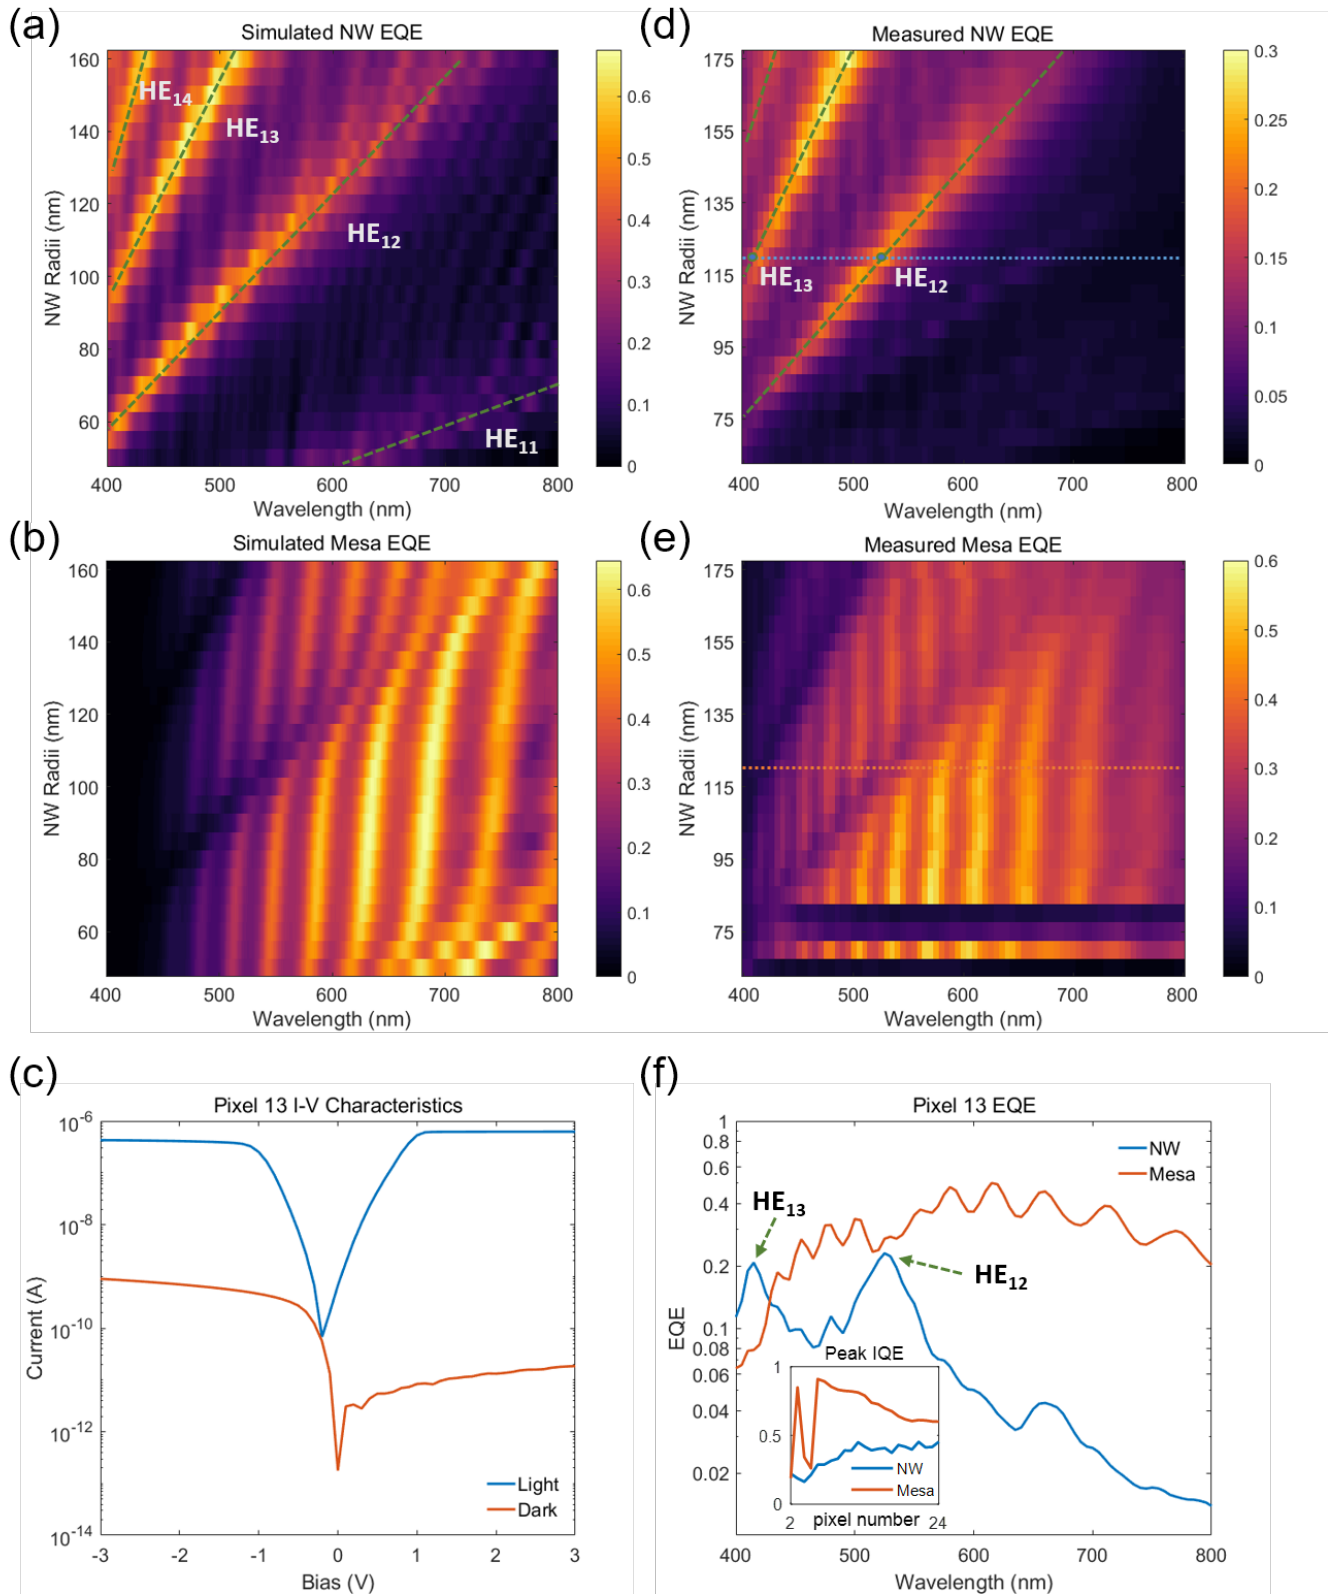 (a)
Simulated NW EQE
160
140
120
100
80
60
NW Radii (nm)
HE14
HE13
HE12
HE11
400 500 600 700 800
Wavelength (nm)
0.6
0.5
0.4
0.3
0.2
0.1
0
(d)
Measured NW EQE
175
155
135
115
95
75
NW Radii (nm)
HE13
HE12
400 500 600 700 800
Wavelength (nm)
0.3
0.25
0.2
0.15
0.1
0.05
0
(b)
Simulated Mesa EQE
160
140
120
100
80
60
NW Radii (nm)
400 500 600 700 800
Wavelength (nm)
0.6
0.5
0.4
0.3
0.2
0.1
0
(e)
Measured Mesa EQE
175
155
135
115
95
75
NW Radii (nm)
400 500 600 700 800
Wavelength (nm)
0.6
0.5
0.4
0.3
0.2
0.1
0
(c)
Pixel 13 I-V Characteristics
10-6
10-8
10-10
10-12
10-14
Current (A)
Light
Dark
-3 -2 -1 0 1 2 3
Bias (V)
(f)
Pixel 13 EQE
1
0.8
0.6
0.4
0.2
0.1
0.08
0.06
0.04
0.02
EQE
NW
Mesa
HE13
HE12
Peak IQE
1
0.5
0
NW
Mesa
2 24
pixel number
400 500 600 700 800
Wavelength (nm)